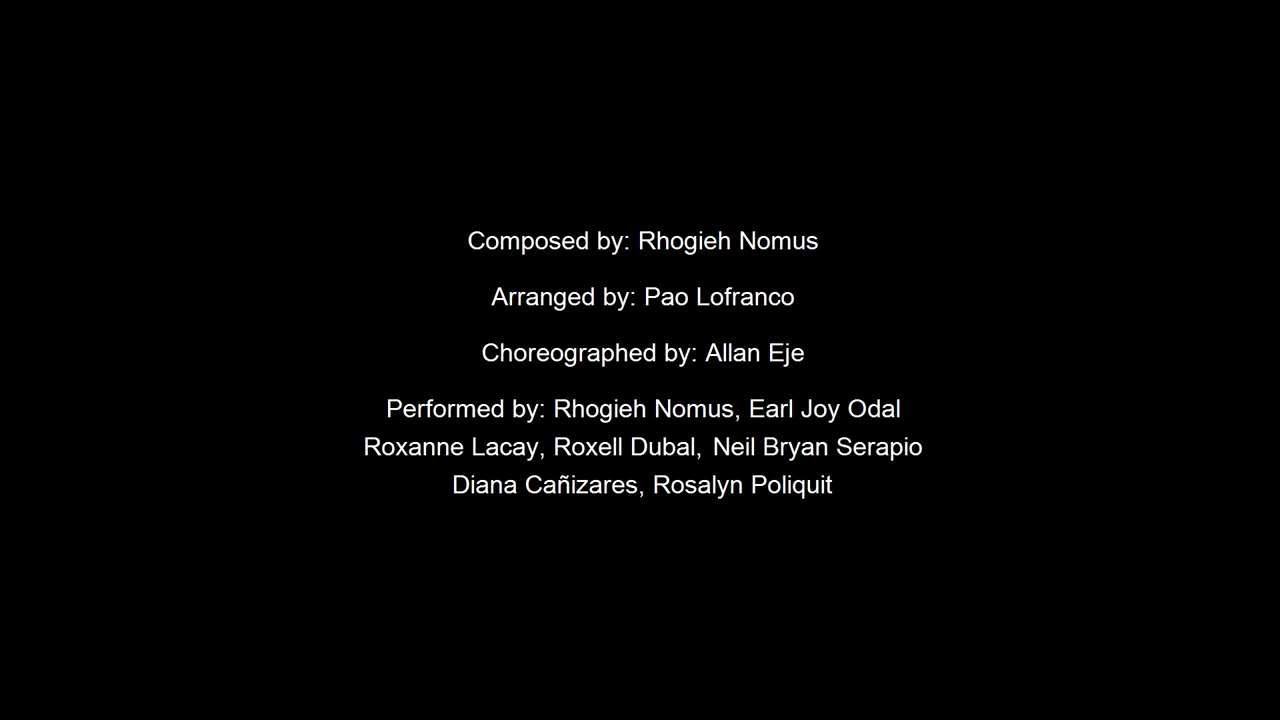 Composed by: Rhogieh Nomus
Arranged by: Pao Lofranco
Choreographed by: Allan Eje
Performed by: Rhogieh Nomus, Earl Joy Odal
Roxanne Lacay, Roxell Dubal, Neil Bryan Serapio
Diana Cañizares, Rosalyn Poliquit